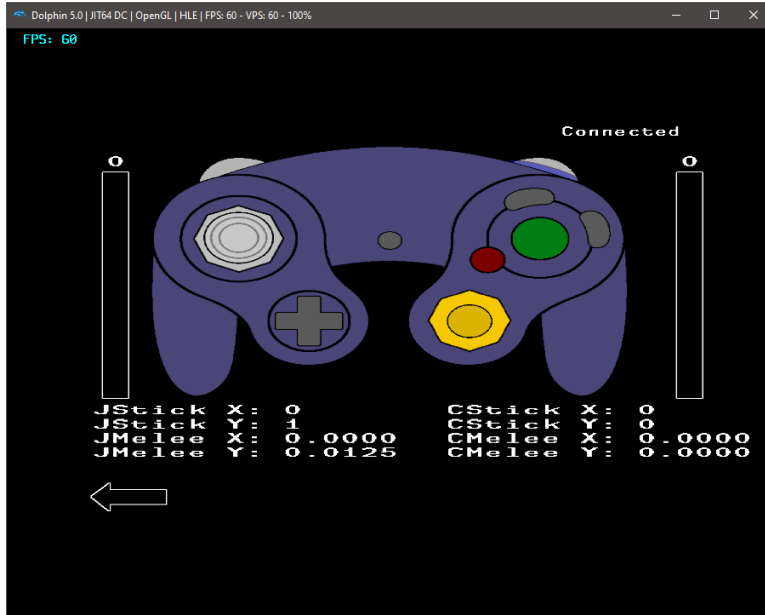 Dolphin 5.0 | JIT64 DC | OpenGL | HLE | FPS: 60 - VPS: 60 - 100%
FPS: 60
Connected
0 0
JStick X: 0 CStick X: 0
JStick Y: 1 CStick Y: 0
JMelee X: 0.0000 CMelee X: 0.0000
JMelee Y: 0.0125 CMelee Y: 0.0000